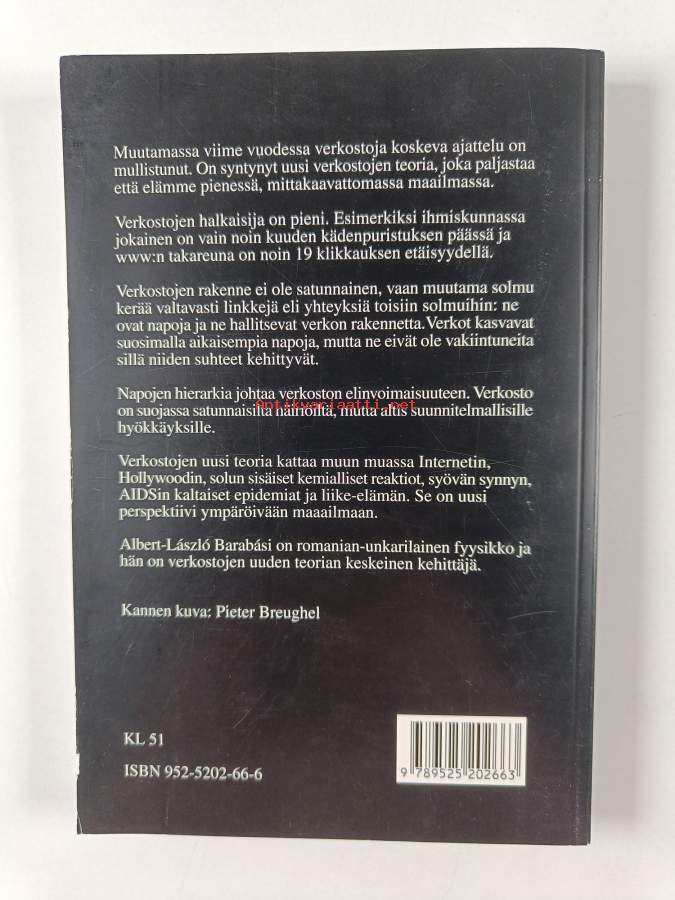 Muutamassa viime vuodessa verkostoja koskeva ajattelu on
mullistunut. On syntynyt uusi verkostojen teoria, joka paljastaa
että elämme pienessä, mittakaavattomassa maailmassa.
Verkostojen halkaisija on pieni. Esimerkiksi ihmiskunnassa
jokainen on vain noin kuuden kädenpuristuksen päässä ja
www:n takareuna on noin 19 klikkauksen etäisyydellä.
Verkostojen rakenne ei ole satunnainen, vaan muutama solmu
kerää valtavasti linkkejä eli yhteyksiä toisiin solmuihin: ne
ovat napoja ja ne hallitsevat verkon rakennetta. Verkot kasvavat
suosimalla aikaisempia napoja, mutta ne eivät ole vakiintuneita
sillä niiden suhteet kehittyvät.
Napojen hierarkia johtaa verkoston elinvoimaisuuteen. Verkosto
on suojassa satunnaisilta häiriöiltä, mutta altis suunnitelmallisille
Antikvariaatti.net
hyökkäyksille.
Verkostojen uusi teoria kattaa muun muassa Internetin,
Hollywoodin, solun sisäiset kemialliset reaktiot, syövän synnyn,
AIDSin kaltaiset epidemiat ja liike-elämän. Se on uusi
perspektiivi ympäröivään maaailmaan.
Albert-László Barabási on romanian-unkarilainen fyysikko ja
hän on verkostojen uuden teorian keskeinen kehittäjä.
Kannen kuva: Pieter Breughel
KL 51
ISBN 952-5202-66-6
9 789525 202663